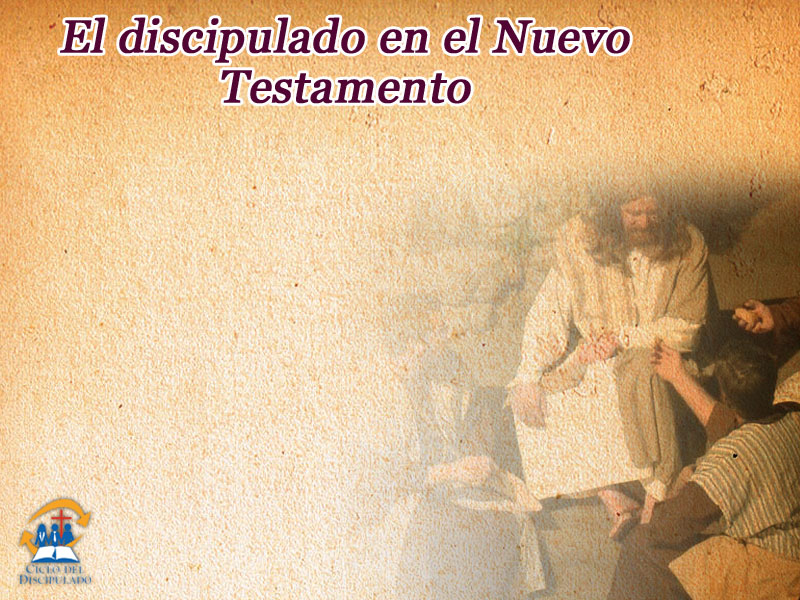 El discipulado en el Nuevo
Testamento
CICLO DEL
DISCIPULADO